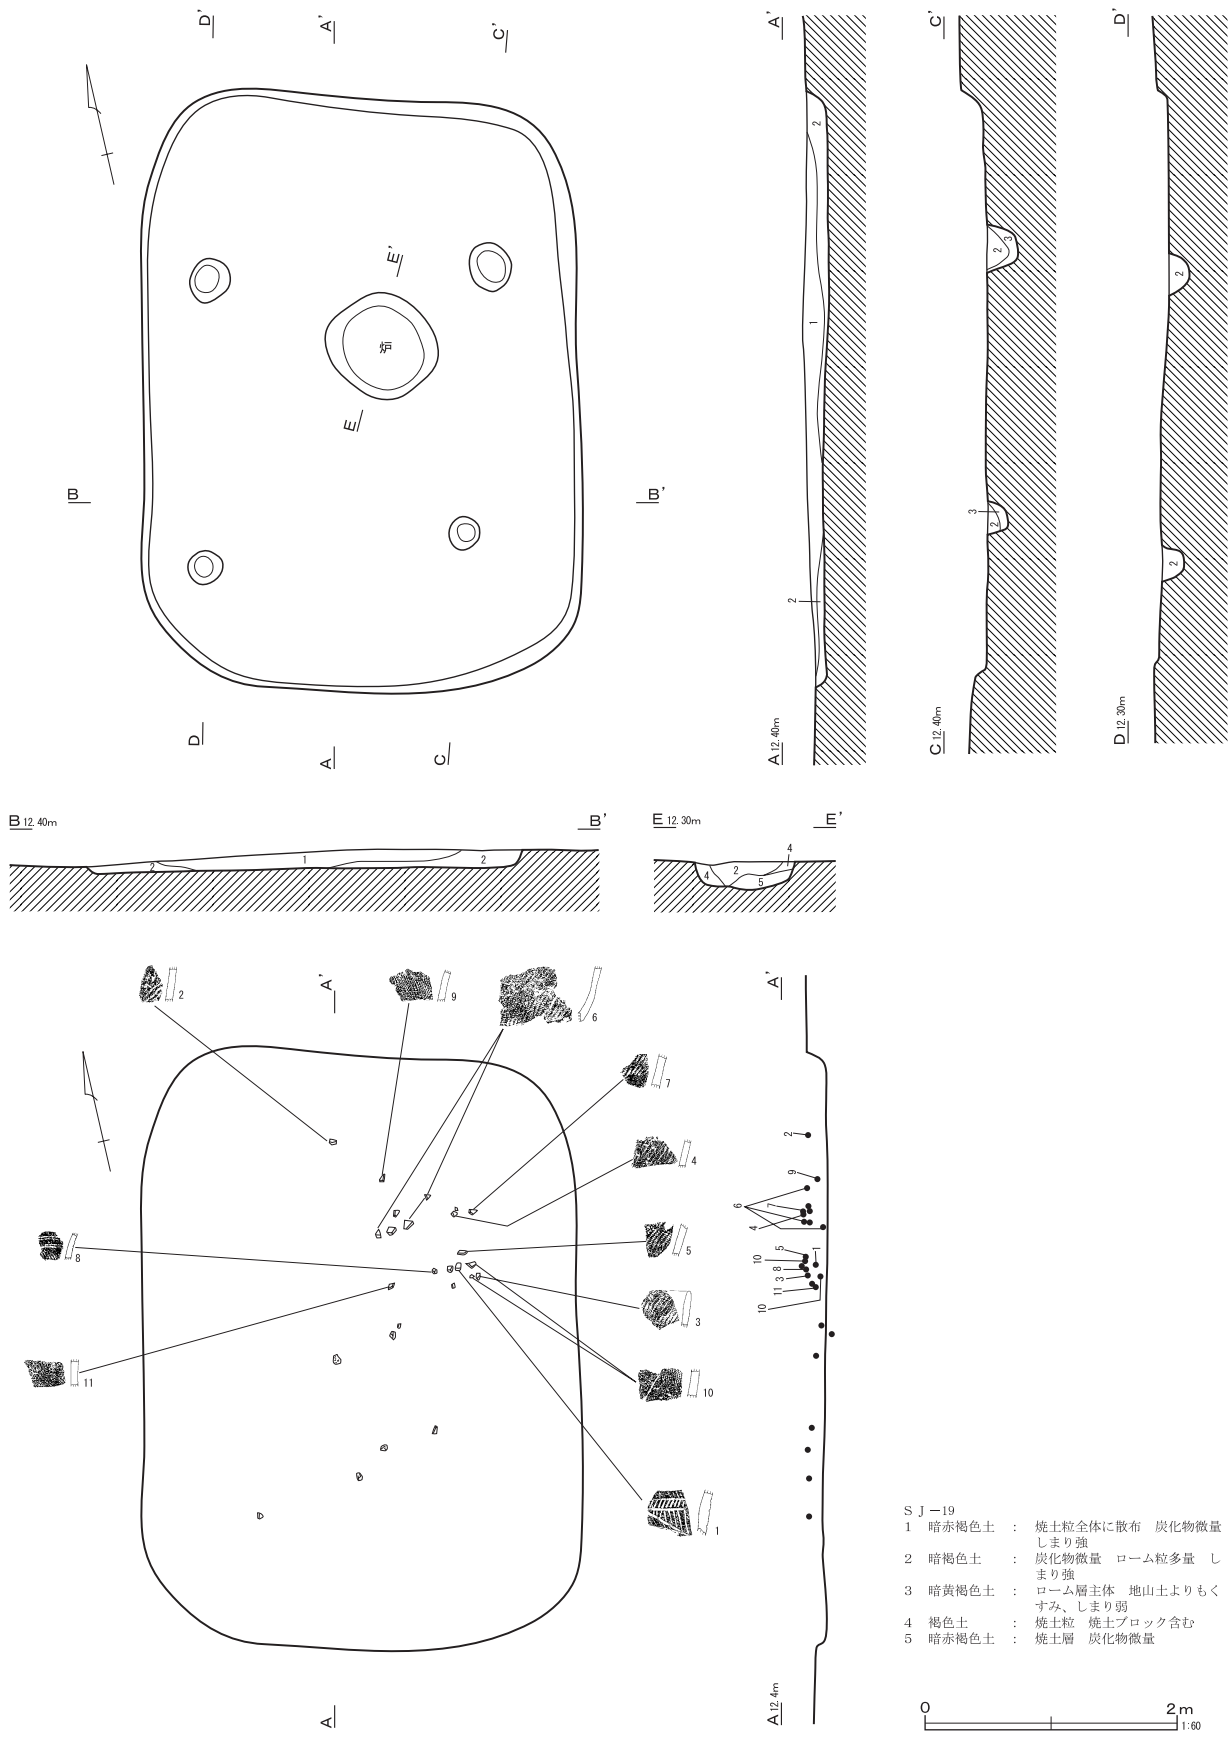 D'
A'
C'
A'
C'
D'
2
3
2
2
E'
炉
1
E
B
B'
3
2
2
2
D
A
C
A 12.40m
C 12.40m
D 12.30m
B 12.40m
B'
E 12.30m
E'
2
1
2
4
4
2
5
2
A'
9
6
A'
7
2
4
9
6
7
4
8
5
5
1
10
8
3
3
11
10
11
10
1
A
A 12.4m
SJ－19
1 暗赤褐色土 ： 焼土粒全体に散布 炭化物微量
しまり強
2 暗褐色土 ： 炭化物微量 ローム粒多量 し
まり強
3 暗黄褐色土 ： ローム層主体 地山土よりもく
すみ、しまり弱
4 褐色土 ： 焼土粒 焼土ブロック含む
5 暗赤褐色土 ： 焼土層 炭化物微量
0
2m
1:60